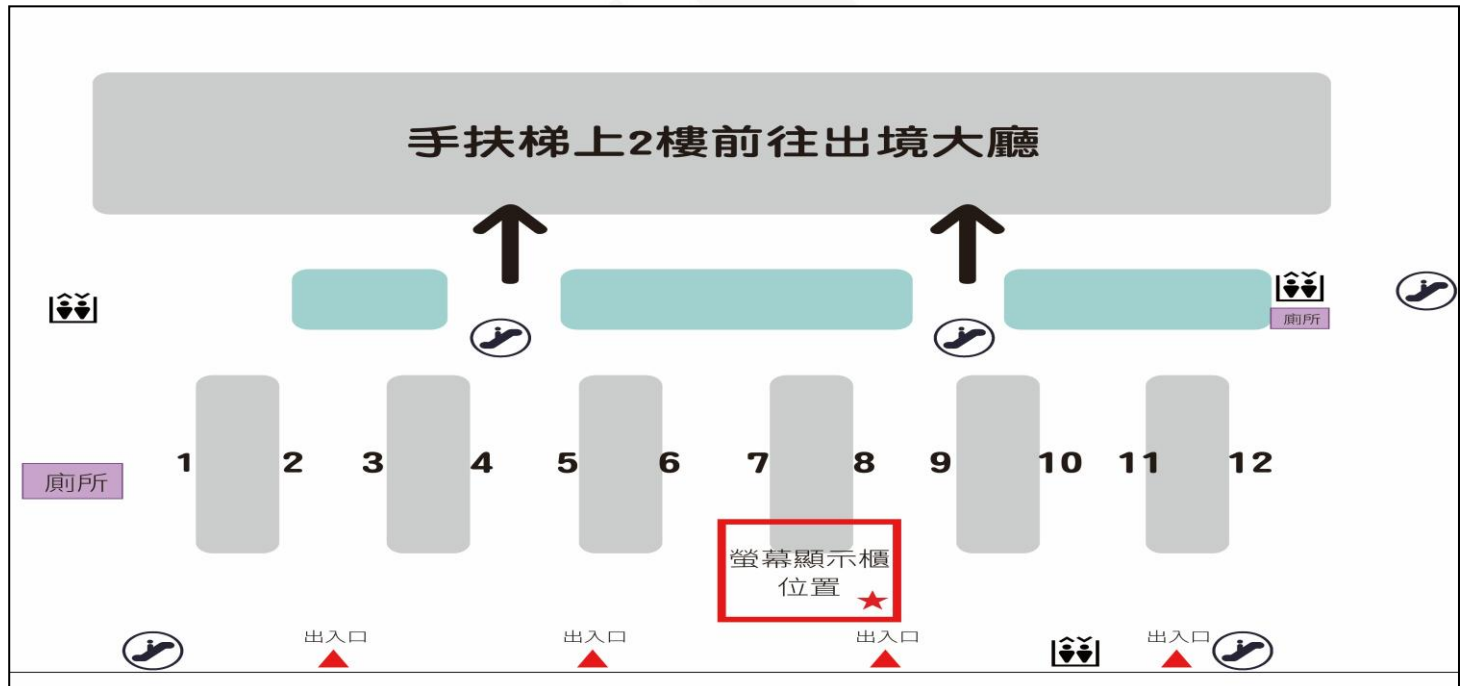 手扶梯上2樓前往出境大廳
廁所
1 2 3 4 5 6 7 8 9 10 11 12
廁所
螢幕顯示櫃
位置
出入口 出入口 出入口 出入口